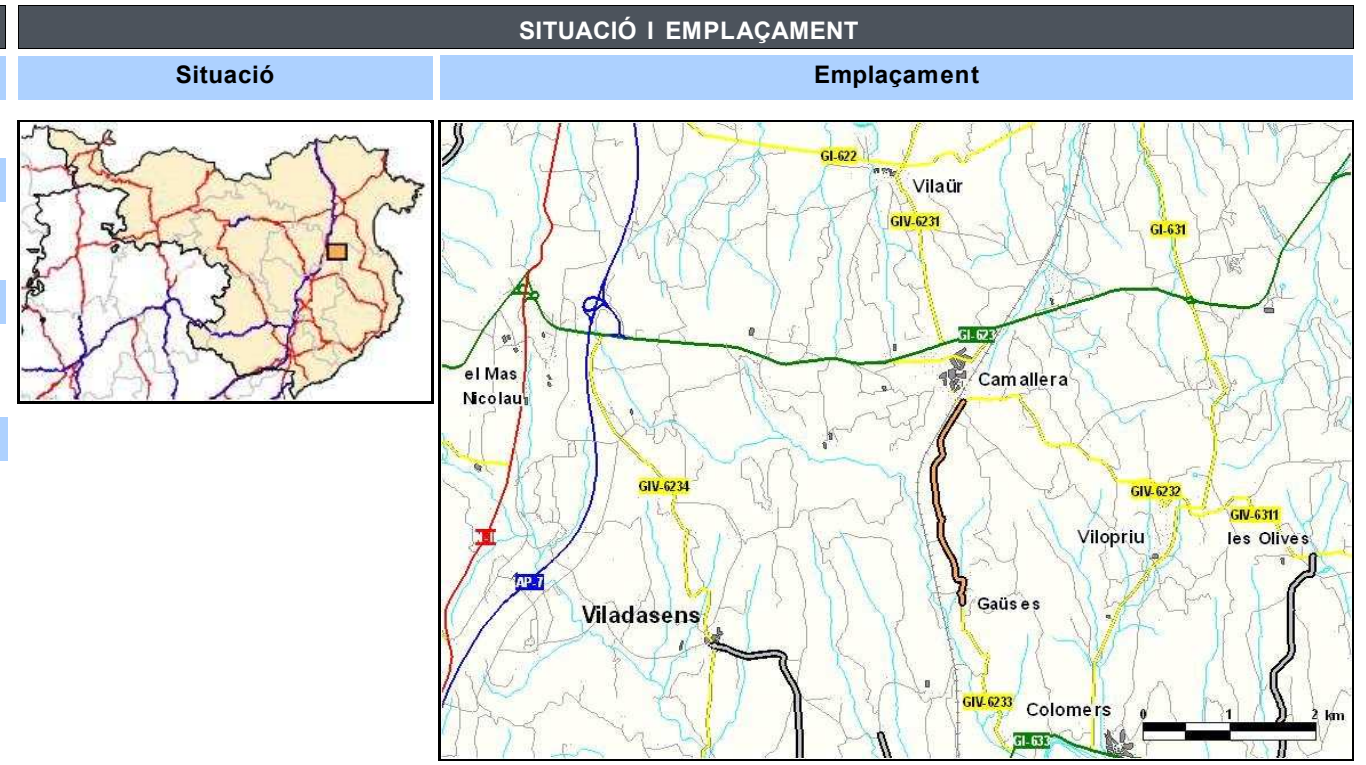 SITUACIÓ I EMPLAÇAMENT
Situació
Emplaçament
GI-622
Vilaür
GIV-6231
GI-631
GI-623
el Mas
Nicolau
Camallera
GIV-6234
GIV-6232
GIV-6311
Vilopriu
les Olives
AP-7
Gaüses
Viladasens
GIV-6233
Colomers
0 1 2 km
GI-633